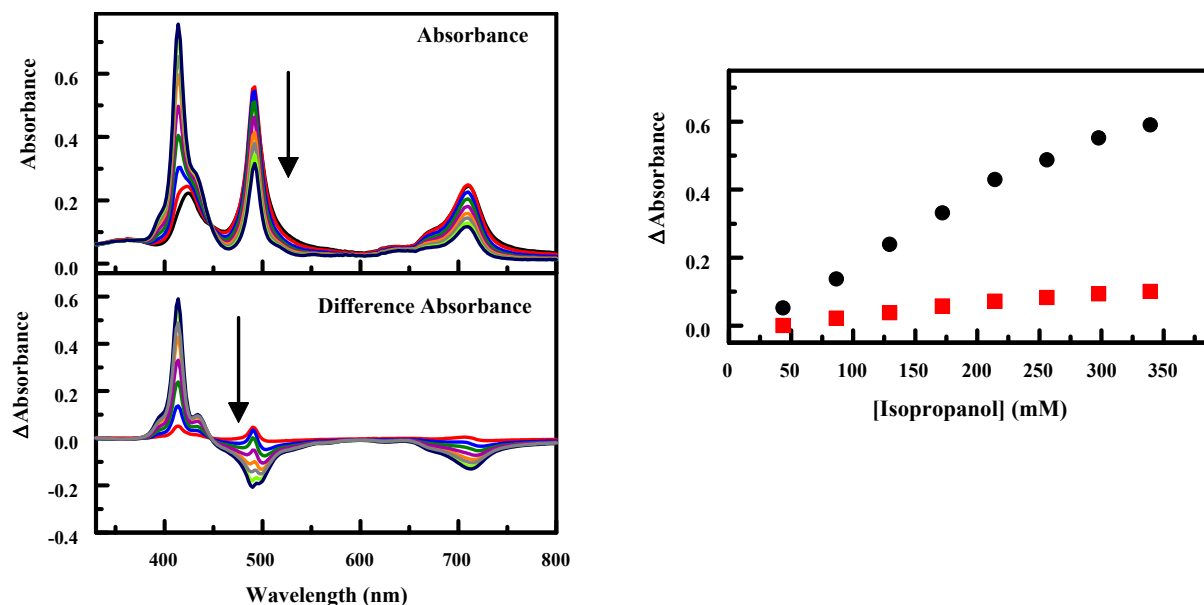 Absorbance
Absorbance
0.6
0.4
0.2
0.0
Difference Absorbance
Δ Absorbance
0.6
0.4
0.2
0.0
-0.2
-0.4
400 500 600 700 800
Wavelength (nm)
Δ Absorbance
0.6
0.4
0.2
0.0
0 50 100 150 200 250 300 350
[Isopropanol] (mM)